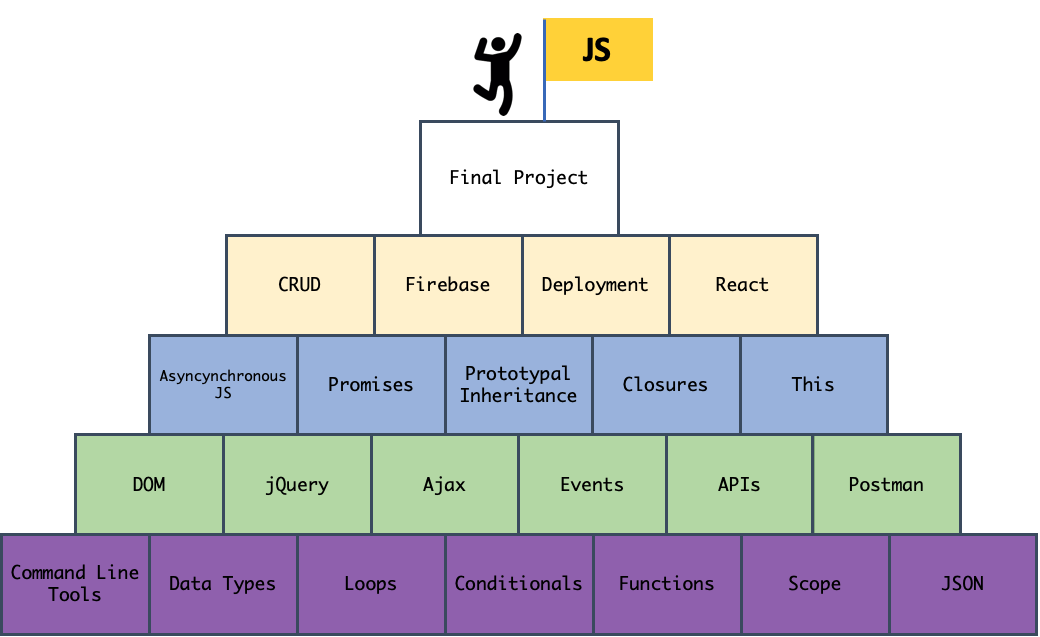 JS
Final Project
CRUD
Firebase
Deployment
React
Asyncynchronous
JS
Promises
Prototypal
Inheritance
Closures
This
DOM
jQuery
Ajax
Events
APIs
Postman
Command Line
Tools
Data Types
Loops
Conditionals
Functions
Scope
JSON